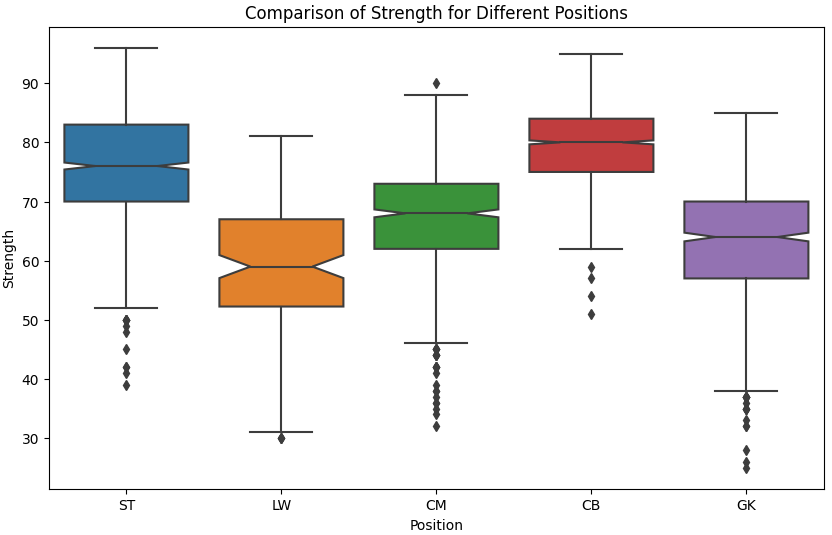 Comparison of Strength for Different Positions
90
80
70
60
50
40
30
Strength
ST LW CM CB GK
Position